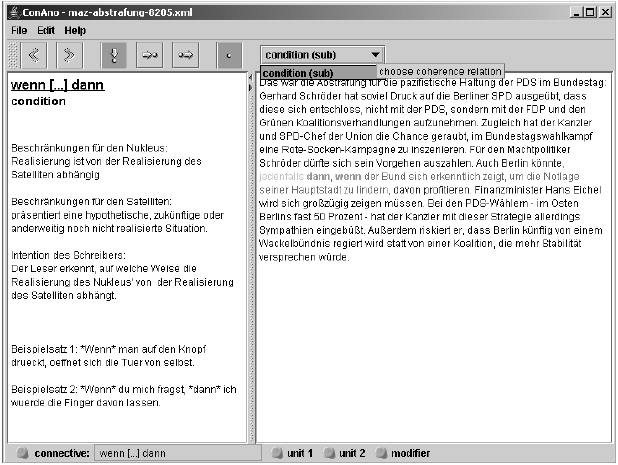 ConAno - maz-abstrafung-6205.xml
File Edit Help
condition (sub)
condition (sub)
choose coherence relation
wenn [...] dann
condition
Beschränkungen für den Nukleus:
Realisierung ist von der Realisierung des
Satelliten abhängig
Beschränkungen für den Satelliten:
präsentiert eine hypothetische, zukünftige oder
anderweitig noch nicht realisierte Situation.
Intention des Schreibers:
Der Leser erkennt, auf welche Weise die
Realisierung des Nukleus' von der Realisierung
des Satelliten abhängt.
Beispielsatz 1: *Wenn* man auf den Knopf
drueckt, oeffnet sich die Tuer von selbst.
Beispielsatz 2: *Wenn* du mich fragst, *dann* ich
wuerde die Finger davon lassen.
Das war die Abstrafung für die pazifistische Haltung der PDS im Bundestag:
Gerhard Schröder hat soviel Druck auf die Berliner SPD ausgeübt, dass
diese sich entschloss, nicht mit der PDS, sondern mit der FDP und den
Grünen Koalitionsverhandlungen aufzunehmen. Zugleich hat der Kanzler
und SPD-Chef der Union die Chance geraubt, im Bundestagswahlkampf
eine Rote-Socken-Kampagne zu inszenieren. Für den Machtpolitiker
Schröder dürfte sich sein Vorgehen auszahlen. Auch Berlin könnte,
jedenfalls dann, wenn der Bund sich erkenntlich zeigt, um die Notlage
seiner Hauptstadt zu lindern, davon profitieren. Finanzminister Hans Eichel
wird sich großzügig zeigen müssen. Bei den PDS-Wählern - im Osten
Berlins fast 50 Prozent - hat der Kanzler mit dieser Strategie allerdings
Sympathien eingebüßt. Außerdem riskiert er, dass Berlin künftig von einem
Wackelbündnis regiert wird statt von einer Koalition, die mehr Stabilität
versprechen würde.
connective: wenn [...] dann unit 1 unit 2 modifier